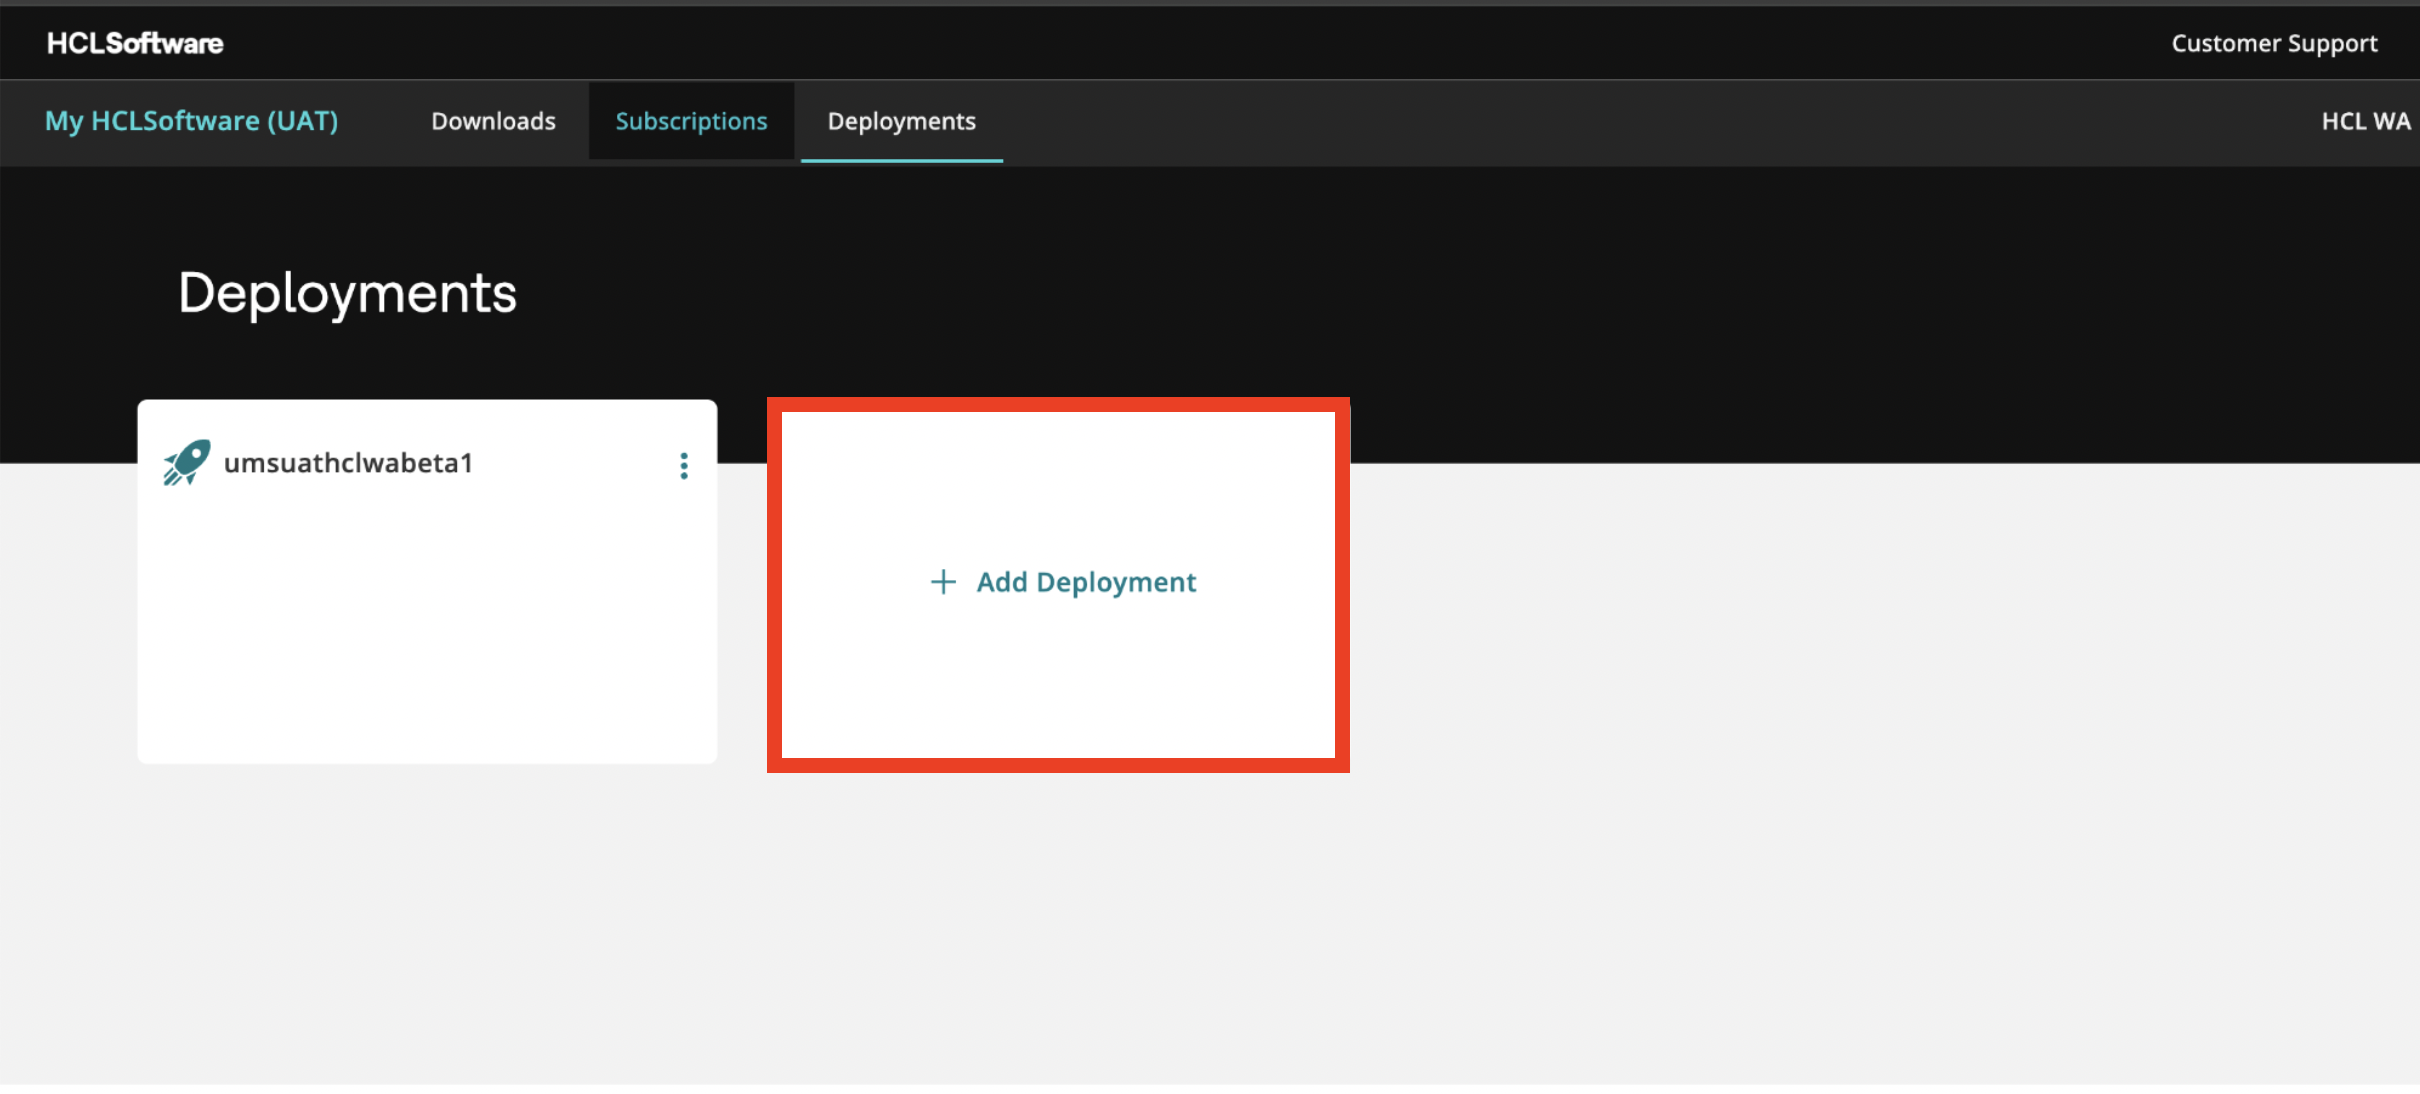 HCLSoftware
Customer Support
My HCLSoftware (UAT)
Downloads
Subscriptions
Deployments
HCL WA
Deployments
umsuathclwabeta1
+ Add Deployment